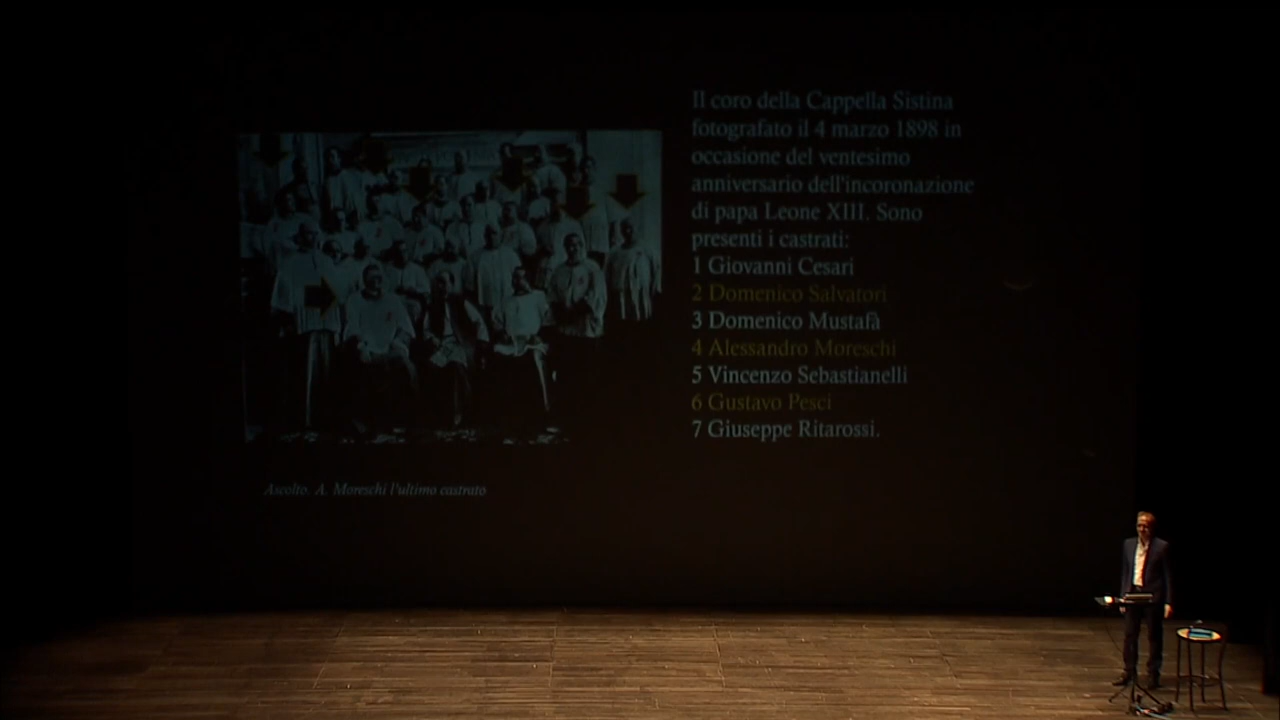 Il coro della Cappella Sistina
fotografato il 4 marzo 1898 in
occasione del ventesimo
anniversario dell'incoronazione
di papa Leone XIII. Sono
presenti i castrati:
1 Giovanni Cesari
2 Domenico Salvatori
3 Domenico Mustafà
4 Alessandro Moreschi
5 Vincenzo Sebastianelli
6 Gustavo Pesci
7 Giuseppe Ritarossi.
Ascolto. A. Moreschi l'ultimo castrato